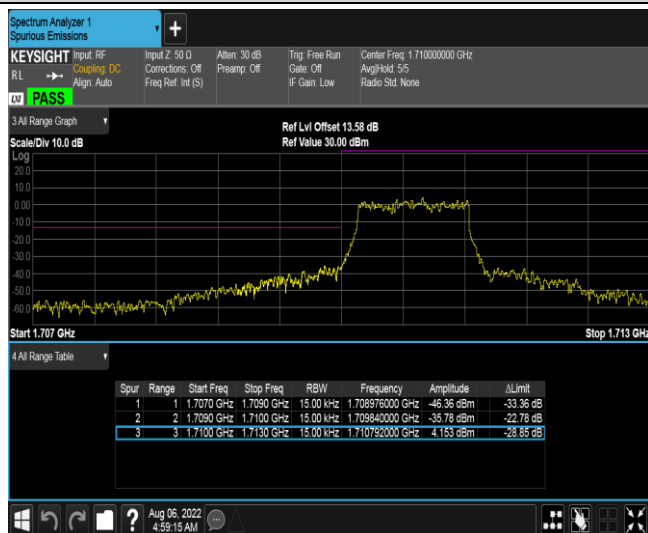 Spectrum Analyzer 1
Spurious Emissions
+
KEYSIGHT Input: RF Input Z: 50 Ω Atten: 30 dB Trig: Free Run Center Freq: 1.710000000 GHz
RL Coupling: DC Corrections: Off Preamp: Off Gate: Off Avg|Hold: 5/5
Align: Auto Freq Ref: Int (S) IF Gain: Low Radio Std: None
LXI PASS
3 All Range Graph
Ref Lvl Offset 13.58 dB
Scale/Div 10.0 dB Ref Value 30.00 dBm
Log
20.0
10.0
0.00
-10.0
-20.0
-30.0
-40.0
-50.0
-60.0
Start 1.707 GHz Stop 1.713 GHz
4 All Range Table
Spur Range Start Freq Stop Freq RBW Frequency Amplitude ΔLimit
1 1 1.7070 GHz 1.7090 GHz 15.00 kHz 1.708976000 GHz -46.36 dBm -33.36 dB
2 2 1.7090 GHz 1.7100 GHz 15.00 kHz 1.709840000 GHz -35.78 dBm -22.78 dB
3 3 1.7100 GHz 1.7130 GHz 15.00 kHz 1.710792000 GHz 4.153 dBm -28.85 dB
? Aug 06, 2022
4:59:15 AM